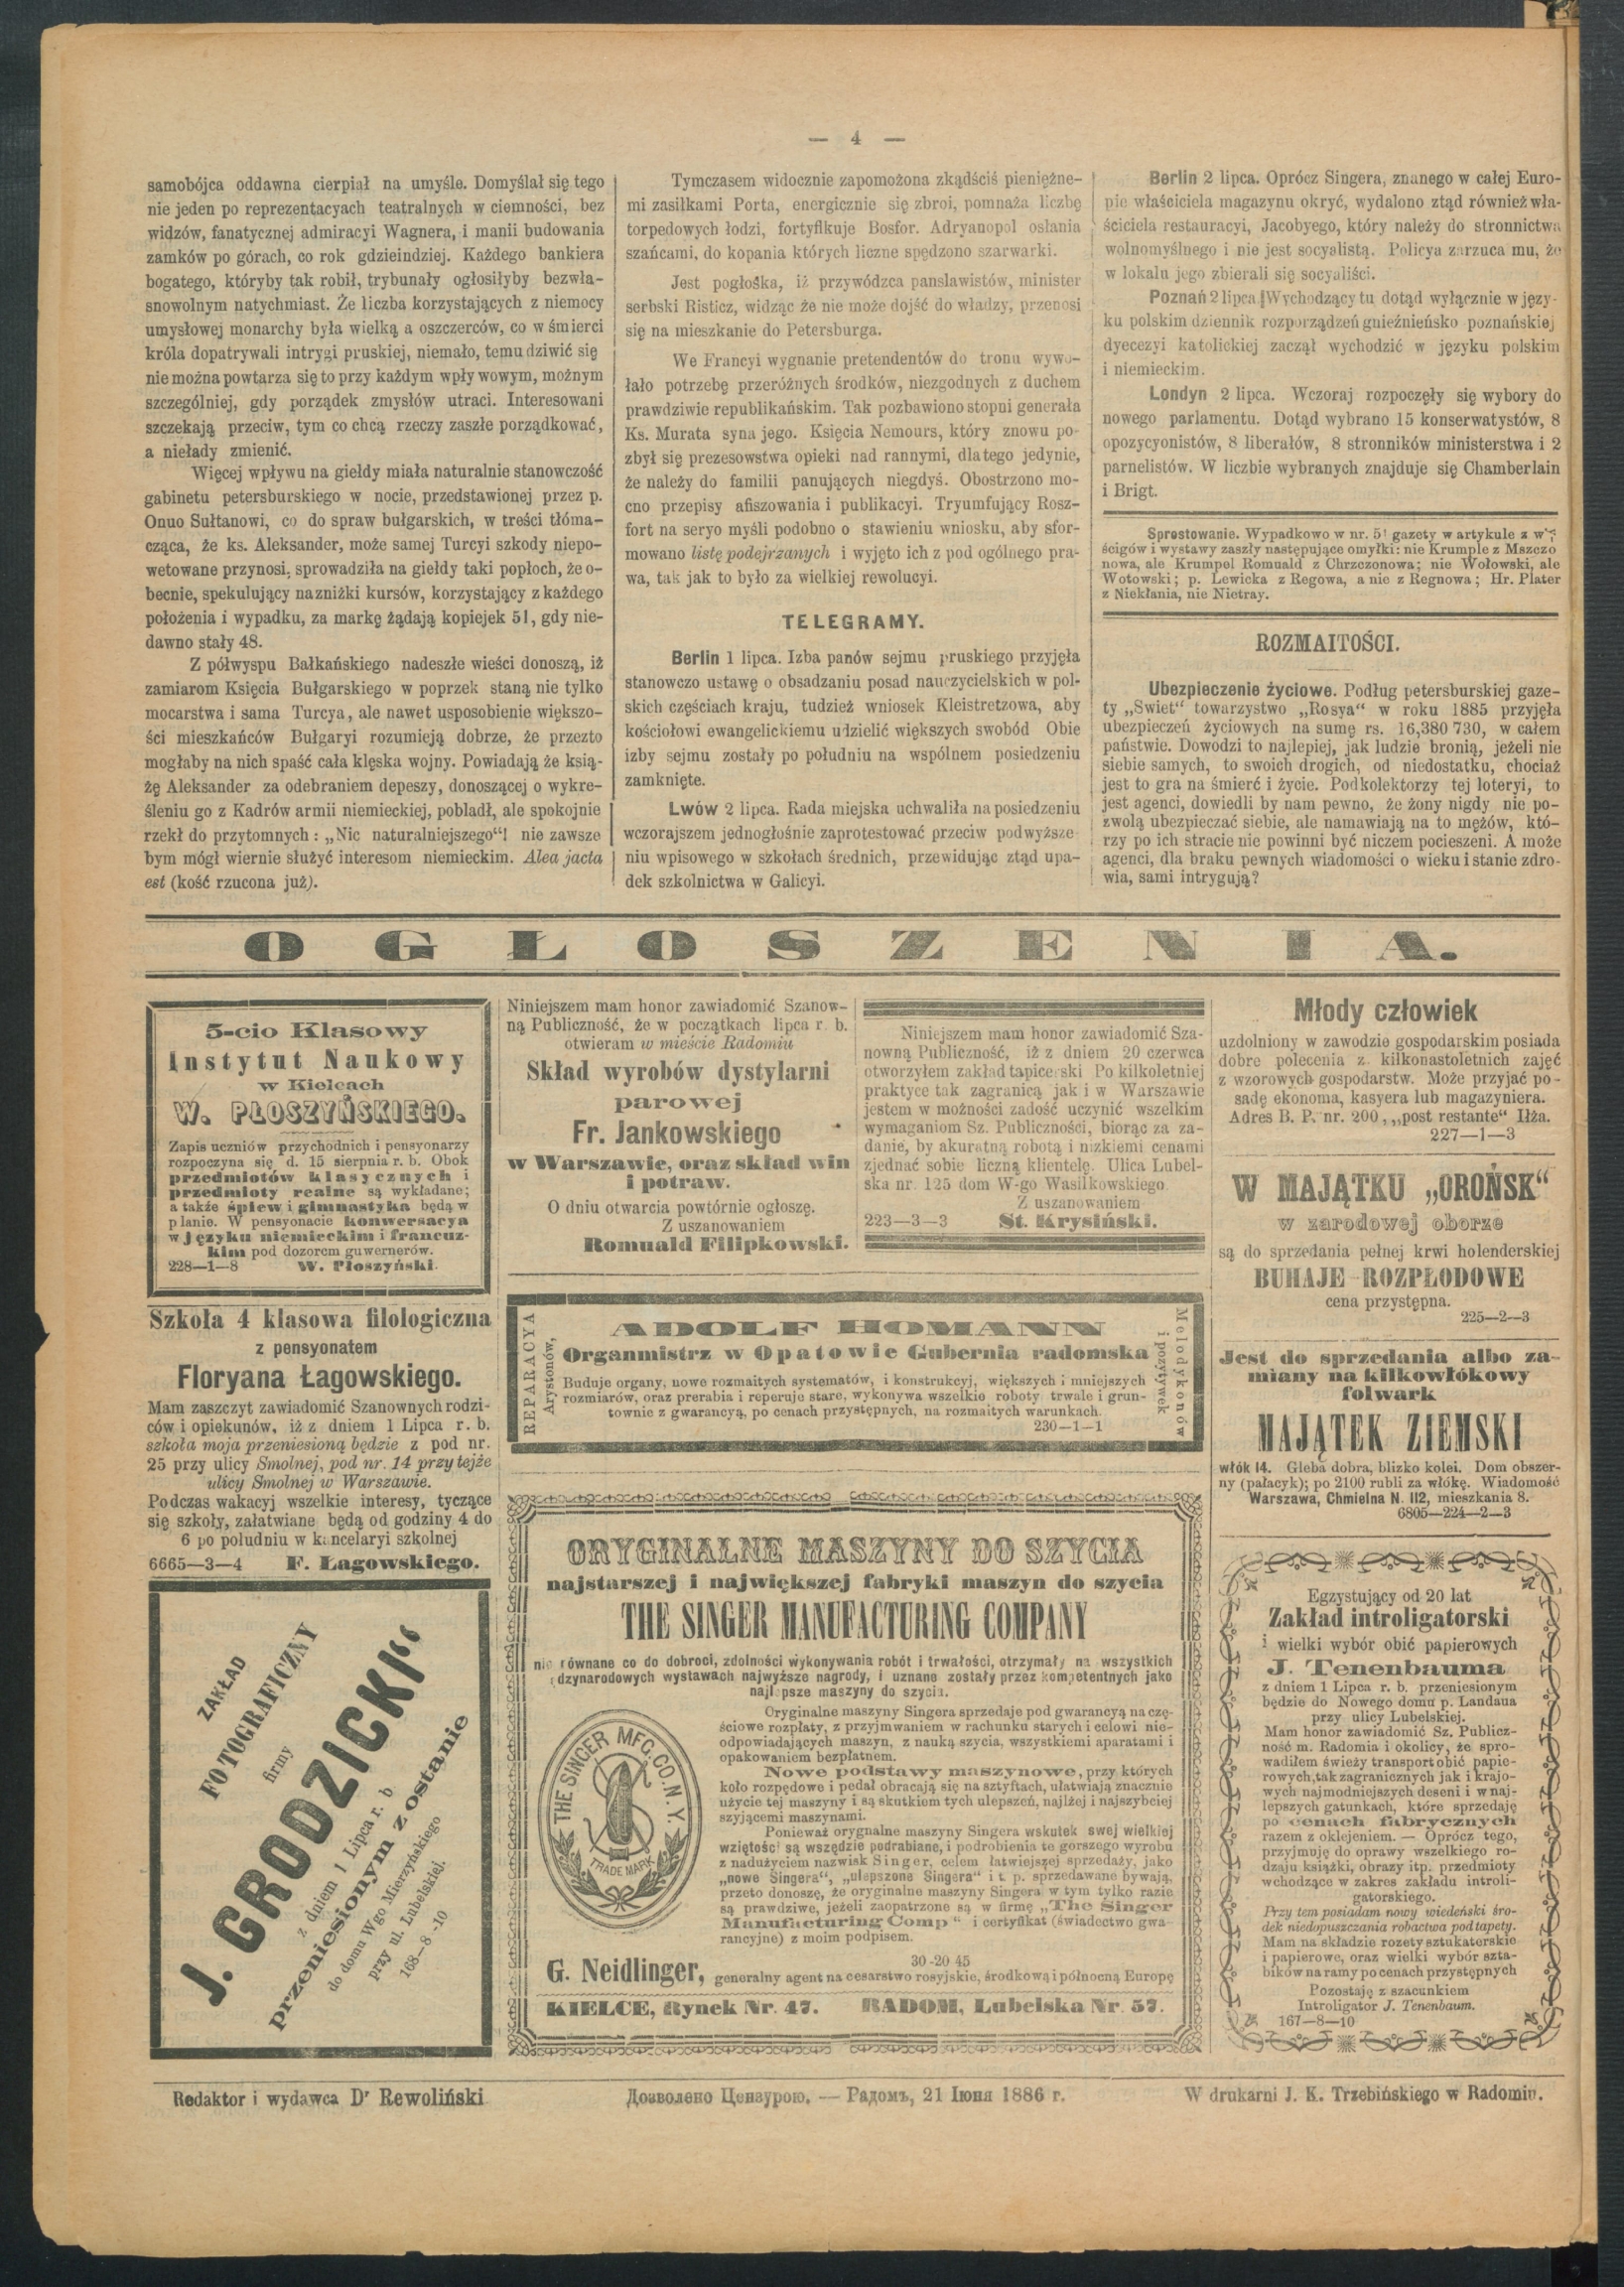 — 4 —
samobójca oddawna cierpiał na umyśle. Domyślał się tego
nie jeden po reprezentacyach teatralnych w ciemności, bez
widzów, fanatycznej admiracyi Wagnera, i manii budowania
zamków po górach, co rok gdzieindziej. Każdego bankiera
bogatego, któryby tak robił, trybunały ogłosiłyby bezwła-
snowolnym natychmiast. Że liczba korzystających z niemocy
umysłowej monarchy była wielką a oszczerców, co w śmierci
króla dopatrywali intrygi pruskiej, niemało, temu dziwić się
nie można powtarza się to przy każdym wpływowym, możnym
szczególniej, gdy porządek zmysłów utraci. Interesowani
szczekają przeciw, tym co chcą rzeczy zaszłe porządkować,
a niełady zmienić.
Więcej wpływu na giełdy miała naturalnie stanowczość
gabinetu petersburskiego w nocie, przedstawionej przez p.
Onuo Sułtanowi, co do spraw bułgarskich, w treści tłóma-
cząca, że ks. Aleksander, może samej Turcyi szkody niepo-
wetowane przynosi, sprowadziła na giełdy taki popłoch, że o-
becnie, spekulujący na zniżki kursów, korzystający z każdego
położenia i wypadku, za markę żądają kopiejek 51, gdy nie-
dawno stały 48.
Z półwyspu Bałkańskiego nadeszłe wieści donoszą, iż
zamiarom Księcia Bułgarskiego w poprzek staną nie tylko
mocarstwa i sama Turcya, ale nawet usposobienie większo-
ści mieszkańców Bułgaryi rozumieją dobrze, że przezto
mogłaby na nich spaść cała klęska wojny. Powiadają że ksią-
żę Aleksander za odebraniem depeszy, donoszącej o wykre-
śleniu go z Kadrów armii niemieckiej, pobladł, ale spokojnie
rzekł do przytomnych: „Nic naturalniejszego“! nie zawsze
bym mógł wiernie służyć interesom niemieckim. Alea jacta
est (kość rzucona już).
Tymczasem widocznie zapomożona zkądściś pieniężne-
mi zasiłkami Porta, energicznie się zbroi, pomnaża liczbę
torpedowych łodzi, fortyfikuje Bosfor. Adryanopol osłania
szańcami, do kopania których liczne spędzono szarwarki.
Jest pogłośka, iż przywódzca panslawistów, minister
serbski Risticz, widząc że nie może dojść do władzy, przenosi
się na mieszkanie do Petersburga.
We Francyi wygnanie pretendentów do tronu wywo-
łało potrzebę przeróżnych środków, niezgodnych z duchem
prawdziwie republikańskim. Tak pozbawiono stopni generała
Ks. Murata syna jego. Księcia Nemours, który znowu po-
zbył się prezesowstwa opieki nad rannymi, dlatego jedynie,
że należy do familii panujących niegdyś. Obostrzono mo-
cno przepisy afiszowania i publikacyi. Tryumfujący Rosz-
fort na seryo myśli podobno o stawieniu wniosku, aby sfor-
mowano listę podejrzanych i wyjęto ich z pod ogólnego pra-
wa, tak jak to było za wielkiej rewolucyi.
TELEGRAMY.
Berlin 1 lipca. Izba panów sejmu pruskiego przyjęła
stanowczo ustawę o obsadzaniu posad nauczycielskich w pol-
skich częściach kraju, tudzież wniosek Kleistretzowa, aby
kościołowi ewangelickiemu udzielić większych swobód Obie
izby sejmu zostały po południu na wspólnem posiedzeniu
zamknięte.
Lwów 2 lipca. Rada miejska uchwaliła na posiedzeniu
wczorajszem jednogłośnie zaprotestować przeciw podwyższe-
niu wpisowego w szkołach średnich, przewidując ztąd upa-
dek szkolnictwa w Galicyi.
Berlin 2 lipca. Oprócz Singera, znanego w całej Euro-
pie właściciela magazynu okryć, wydalono ztąd również wła-
ściciela restauracyi, Jacobyego, który należy do stronnictwa
wolnomyślnego i nie jest socyalistą. Policya zarzuca mu, że
w lokalu jego zbierali się socyaliści.
Poznań 2 lipca. Wychodzący tu dotąd wyłącznie w języ-
ku polskim dziennik rozporządzeń gnieźnieńsko poznańskiej
dyecezyi katolickiej zaczął wychodzić w języku polskim
i niemieckim.
Londyn 2 lipca. Wczoraj rozpoczęły się wybory do
nowego parlamentu. Dotąd wybrano 15 konserwatystów, 8
opozycyonistów, 8 liberałów, 8 stronników ministerstwa i 2
parnelistów. W liczbie wybranych znajduje się Chamberlain
i Brigt.
Sprostowanie. Wypadkowo w nr. 51 gazety w artykule z wy-
ścigów i wystawy zaszły następujące omyłki: nie Krumple z Mszczo
nowa, ale Krumpel Romuald z Chrzczonowa; nie Wołowski, ale
Wotowski; p. Lewicka z Regowa, a nie z Regnowa; Hr. Plater
z Niekłania, nie Nietray.
ROZMAITOŚCI.
Ubezpieczenie życiowe. Podług petersburskiej gaze-
ty „Swiet“ towarzystwo „Rosya“ w roku 1885 przyjęła
ubezpieczeń życiowych na sumę rs. 16,380 730, w całem
państwie. Dowodzi to najlepiej, jak ludzie bronią, jeżeli nie
siebie samych, to swoich drogich, od niedostatku, chociaż
jest to gra na śmierć i życie. Podkolektorzy tej loteryi, to
jest agenci, dowiedli by nam pewno, że żony nigdy nie po-
zwolą ubezpieczać siebie, ale namawiają na to mężów, któ-
rzy po ich stracie nie powinni być niczem pocieszeni. A może
agenci, dla braku pewnych wiadomości o wieku i stanie zdro-
wia, sami intrygują?
OGŁOSZENIA.
5-cio Klasowy
Instytut Naukowy
w Kielcach
W. PŁOSZYŃSKIEGO.
Zapis uczniów przychodnich i pensyonarzy
rozpoczyna się d. 15 sierpnia r. b. Obok
przedmiotów klasycznych i
przedmioty realne są wykładane;
a także śpiew i gimnastyka będą w
planie. W pensyonacie konwersacya
w języku niemieckim i francuz-
kim pod dozorem guwernerów.
228—1—8 W. Płoszyński.
Szkoła 4 klasowa filologiczna
z pensyonatem
Floryana Łagowskiego.
Mam zaszczyt zawiadomić Szanownych rodzi-
ców i opiekunów, iż z dniem 1 Lipca r. b.
szkoła moja przeniesioną będzie z pod nr.
25 przy ulicy Smolnej, pod nr. 14 przy tejże
ulicy Smolnej w Warszawie.
Podczas wakacyj wszelkie interesy, tyczące
się szkoły, załatwiane będą od godziny 4 do
6 po południu w kancelaryi szkolnej
6665—3—4 F. Łagowskiego.
ZAKŁAD
FOTOGRAFICZNY
firmy
J. GRODZICKI“
z dniem 1 Lipca r. b
przeniesionym zostanie
do domu Wgo Mierzyńskiego
przy ul. Lubelskiej.
168—8—10
Niniejszem mam honor zawiadomić Szanow-
ną Publiczność, że w początkach lipca r. b.
otwieram w mieście Radomiu
Skład wyrobów dystylarni
parowej
Fr. Jankowskiego
w Warszawie, oraz skład win
i potraw.
O dniu otwarcia powtórnie ogłoszę.
Z uszanowaniem
Romuald Filipkowski.
Niniejszem mam honor zawiadomić Sza-
nowną Publiczność, iż z dniem 20 czerwca
otworzyłem zakład tapicerski Po kilkoletniej
praktyce tak zagranicą jak i w Warszawie
jestem w możności zadość uczynić wszelkim
wymaganiom Sz. Publiczności, biorąc za za-
danie, by akuratną robotą i nizkiemi cenami
zjednać sobie liczną klientelę. Ulica Lubel-
ska nr. 125 dom W-go Wasilkowskiego.
Z uszanowaniem
223—3—3 St. Krysiński.
REPARACYA
Arystonów,
ADOLF HOMANN
Organmistrz w Opatowie Gubernia radomska
Buduje organy, nowe rozmaitych systematów, i konstrukcyj, większych i mniejszych
rozmiarów, oraz prerabia i reperuje stare, wykonywa wszelkie roboty trwale i grun-
townie z gwarancyą, po cenach przystępnych, na rozmaitych warunkach.
230—1—1
Melodykonów
i pozytywek
ORYGINALNE MASZYNY DO SZYCIA
najstarszej i największej fabryki maszyn do szycia
THE SINGER MANUFACTURING COMPANY
nie równane co do dobroci, zdolności wykonywania robót i trwałości, otrzymały na wszystkich
dzynarodowych wystawach najwyższe nagrody, i uznane zostały przez kompetentnych jako
najlepsze maszyny do szycia.
THE SINGER MFG. CO. N. Y.
TRADE MARK
Oryginalne maszyny Singera sprzedaje pod gwarancyą na czę-
ściowe rozpłaty, z przyjmwaniem w rachunku starych i celowi nie-
odpowiadających maszyn, z nauką szycia, wszystkiemi aparatami i
opakowaniem bezpłatnem.
Nowe podstawy maszynowe, przy których
koło rozpędowe i pedał obracają się na sztyftach, ułatwiają znacznie
użycie tej maszyny i są skutkiem tych ulepszeń, najlżej i najszybciej
szyjącemi maszynami.
Ponieważ orygnalne maszyny Singera wskutek swej wielkiej
wziętości są wszędzie podrabiane, i podrobienia te gorszego wyrobu
z nadużyciem nazwisk Singer, celem łatwiejszej sprzedaży, jako
„nowe Singera“, „ulepszone Singera“ i t. p. sprzedawane bywają,
przeto donoszę, że oryginalne maszyny Singera w tym tylko razie
są prawdziwe, jeżeli zaopatrzone są w firmę „The Singer
Manufacturing Comp“ i certyfikat (świadectwo gwa-
rancyjne) z moim podpisem.
30-20 45
G. Neidlinger, generalny agent na cesarstwo rosyjskie, środkową i północną Europę
KIELCE, Rynek Nr. 47. RADOM, Lubelska Nr. 57.
Młody człowiek
uzdolniony w zawodzie gospodarskim posiada
dobre polecenia z kilkonastoletnich zajęć
z wzorowych gospodarstw. Może przyjąć po-
sadę ekonoma, kasyera lub magazyniera.
Adres B. P. nr. 200, „post restante“ Iłża.
227—1—3
W MAJĄTKU „OROŃSK“
w zarodowej oborze
są do sprzedania pełnej krwi holenderskiej
BUHAJE ROZPŁODOWE
cena przystępna.
225—2—3
Jest do sprzedania albo za-
miany na kilkowłókowy
folwark
MAJĄTEK ZIEMSKI
włók 14. Gleba dobra, blizko kolei. Dom obszer-
ny (pałacyk); po 2100 rubli za włókę. Wiadomość
Warszawa, Chmielna N. 112, mieszkania 8.
6805—224—2—3
Egzystujący od 20 lat
Zakład introligatorski
i wielki wybór obić papierowych
J. Tenenbauma
z dniem 1 Lipca r. b. przeniesionym
będzie do Nowego domu p. Landaua
przy ulicy Lubelskiej.
Mam honor zawiadomić Sz. Publicz-
ność m. Radomia i okolicy, że spro-
wadziłem świeży transport obić papie-
rowych, tak zagranicznych jak i krajo-
wych najmodniejszych deseni i w naj-
lepszych gatunkach, które sprzedaję
po cenach fabrycznych
razem z oklejeniem. — Oprócz tego,
przyjmuję do oprawy wszelkiego ro-
dzaju książki, obrazy itp. przedmioty
wchodzące w zakres zakładu introli-
gatorskiego.
Przy tem posiadam nowy wiedeński śro-
dek niedopuszczania robactwa pod tapety.
Mam na składzie rozety sztukaterskie
i papierowe, oraz wielki wybór szta-
bików na ramy po cenach przystępnych
Pozostaję z szacunkiem
Introligator J. Tenenbaum.
167—8—10
Redaktor i wydawca Dr Rewoliński
Дозволено Цензурою. — Радомъ, 21 Іюня 1886 г.
W drukarni J. K. Trzebińskiego w Radomiu.